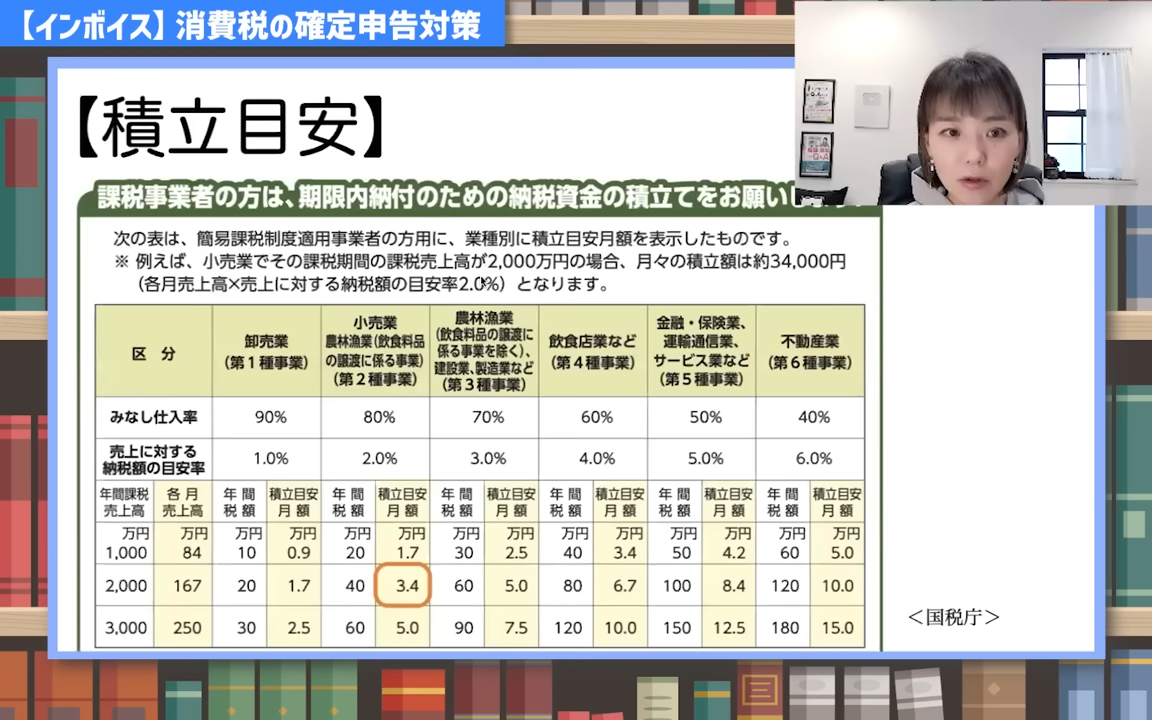 【インボイス】消費税の確定申告対策
【積立目安】
課税事業者の方は、期限内納付のための納税資金の積立てをお願い
次の表は、簡易課税制度適用事業者の方用に、業種別に積立目安月額を表示したものです。
※ 例えば、小売業でその課税期間の課税売上高が2,000万円の場合、月々の積立額は約34,000円
（各月売上高×売上に対する納税額の目安率2.0%）となります。
区 分 卸売業（第1種事業） 小売業 農林漁業（飲食料品の譲渡に係る事業）（第2種事業） 農林漁業（飲食料品の譲渡に係る事業を除く）、建設業、製造業など（第3種事業） 飲食店業など（第4種事業） 金融・保険業、運輸通信業、サービス業など（第5種事業） 不動産業（第6種事業）
みなし仕入率 90% 80% 70% 60% 50% 40%
売上に対する納税額の目安率 1.0% 2.0% 3.0% 4.0% 5.0% 6.0%
年間課税売上高 各月売上高 年間税額 積立目安月額 年間税額 積立目安月額 年間税額 積立目安月額 年間税額 積立目安月額 年間税額 積立目安月額 年間税額 積立目安月額
万円 万円 万円 万円 万円 万円 万円 万円 万円 万円 万円 万円 万円 万円
1,000 84 10 0.9 20 1.7 30 2.5 40 3.4 50 4.2 60 5.0
2,000 167 20 1.7 40 3.4 60 5.0 80 6.7 100 8.4 120 10.0
3,000 250 30 2.5 60 5.0 90 7.5 120 10.0 150 12.5 180 15.0
＜国税庁＞